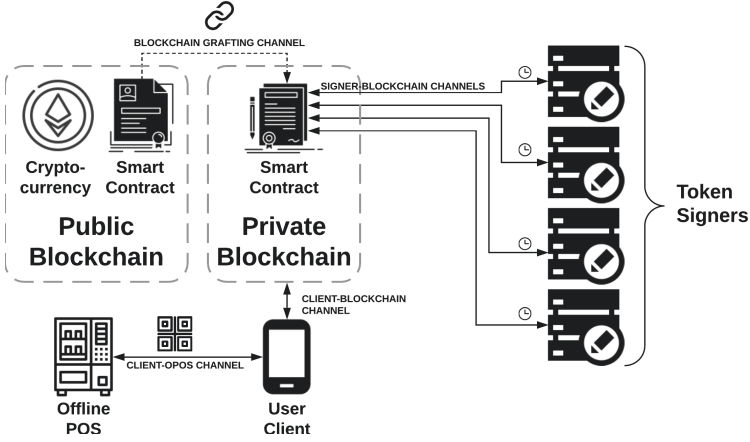 BLOCKCHAIN GRAFTING CHANNEL
SIGNER-BLOCKCHAIN CHANNELS
Crypto-
currency
Smart
Contract
Public
Blockchain
Smart
Contract
Private
Blockchain
Token
Signers
CLIENT-BLOCKCHAIN
CHANNEL
CLIENT-OPOS CHANNEL
Offline
POS
User
Client